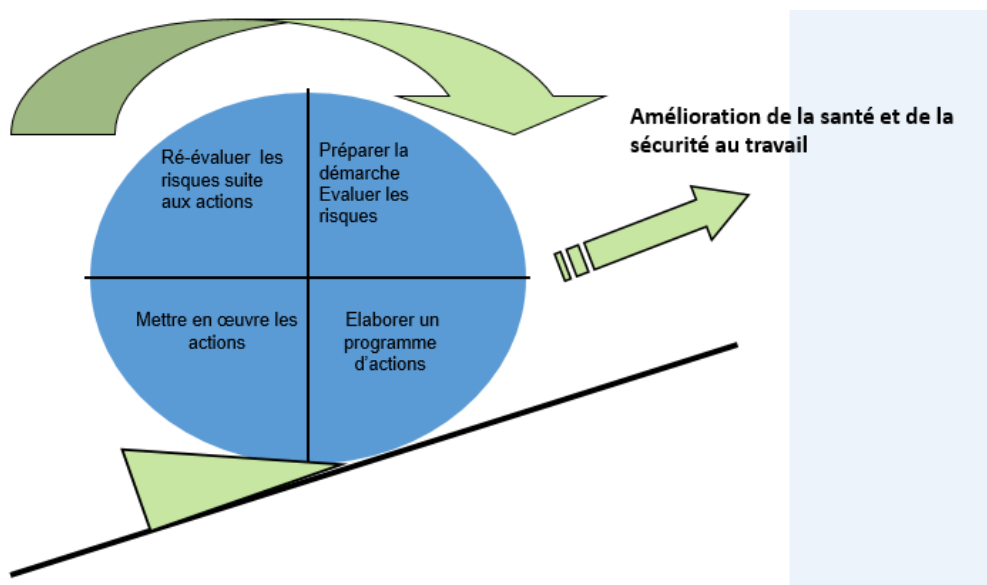 Amélioration de la santé et de la
sécurité au travail
Ré-évaluer les
risques suite
aux actions
Préparer la
démarche
Evaluer les
risques
Mettre en œuvre les
actions
Elaborer un
programme
d’actions